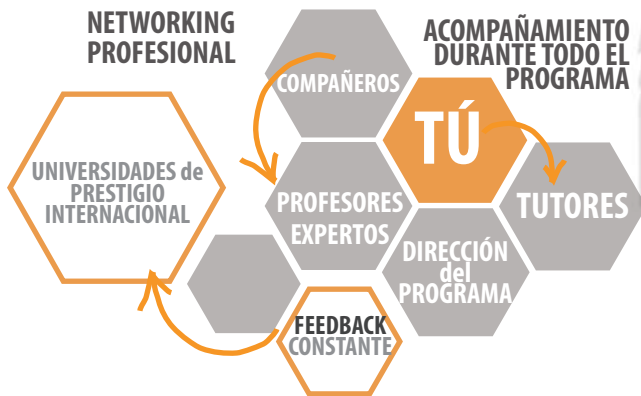 NETWORKING
PROFESIONAL
ACOMPAÑAMIENTO
DURANTE TODO EL
PROGRAMA
COMPAÑEROS
TÚ
UNIVERSIDADES de
PRESTIGIO
INTERNACIONAL
PROFESORES
EXPERTOS
TUTORES
DIRECCIÓN
del
PROGRAMA
FEEDBACK
CONSTANTE